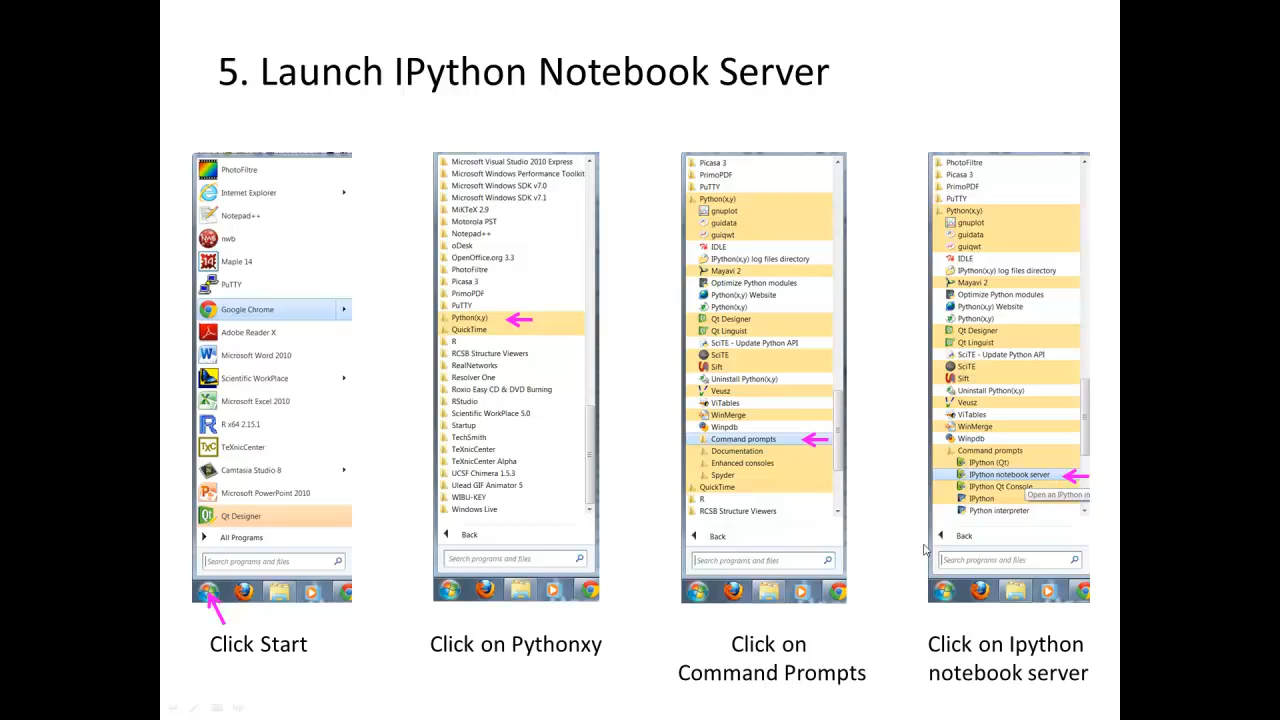 5. Launch IPython Notebook Server
PhotoFiltre
Internet Explorer
Notepad++
nwb
Maple 14
PuTTY
Google Chrome
Adobe Reader X
Microsoft Word 2010
Scientific WorkPlace
Microsoft Excel 2010
R x64 2.15.1
TeXnicCenter
Camtasia Studio 8
Microsoft PowerPoint 2010
Qt Designer
All Programs
Search programs and files
Click Start
Microsoft Visual Studio 2010 Express
Microsoft Windows Performance Toolkit
Microsoft Windows SDK v7.0
Microsoft Windows SDK v7.1
MiKTeX 2.9
Motorola PST
Notepad++
oDesk
OpenOffice.org 3.3
PhotoFiltre
Picasa 3
PrimoPDF
PuTTY
Python(x,y)
QuickTime
R
RCSB Structure Viewers
RealNetworks
Resolver One
Roxio Easy CD & DVD Burning
RStudio
Scientific WorkPlace 5.0
Startup
TechSmith
TeXnicCenter
TeXnicCenter Alpha
UCSF Chimera 1.5.3
Ulead GIF Animator 5
WIBU-KEY
Windows Live
Back
Search programs and files
Click on Pythonxy
Picasa 3
PrimoPDF
PuTTY
Python(x,y)
gnuplot
guidata
guiqwt
IDLE
IPython(x,y) log files directory
Mayavi 2
Optimize Python modules
Python(x,y) Website
Python(x,y)
Qt Designer
Qt Linguist
SciTE - Update Python API
SciTE
Sift
Uninstall Python(x,y)
Veusz
ViTables
WinMerge
Winpdb
Command prompts
Documentation
Enhanced consoles
Spyder
QuickTime
R
RCSB Structure Viewers
Back
Search programs and files
Click on
Command Prompts
PhotoFiltre
Picasa 3
PrimoPDF
PuTTY
Python(x,y)
gnuplot
guidata
guiqwt
IDLE
IPython(x,y) log files directory
Mayavi 2
Optimize Python modules
Python(x,y) Website
Python(x,y)
Qt Designer
Qt Linguist
SciTE - Update Python API
SciTE
Sift
Uninstall Python(x,y)
Veusz
ViTables
WinMerge
Winpdb
Command prompts
IPython (Qt)
IPython notebook server
IPython Qt Console
Open an IPython in
IPython
Python interpreter
Back
Search programs and files
Click on Ipython
notebook server